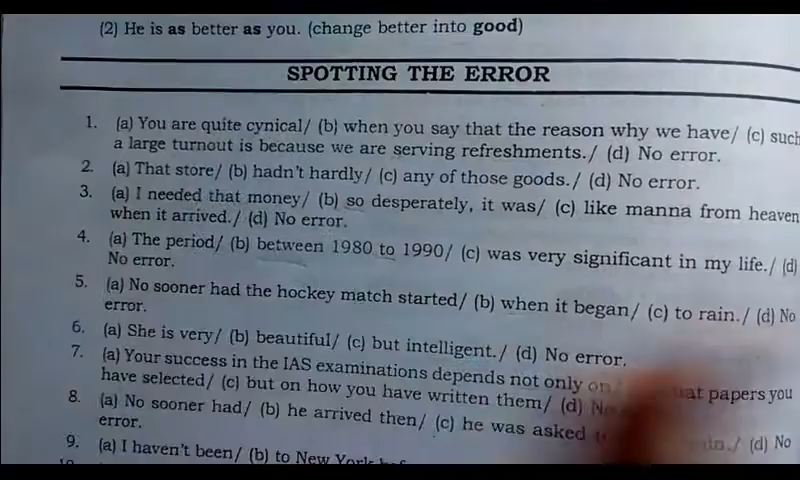 (2) He is as better as you. (change better into good)
SPOTTING THE ERROR
1. (a) You are quite cynical/ (b) when you say that the reason why we have/ (c) such
a large turnout is because we are serving refreshments./ (d) No error.
2. (a) That store/ (b) hadn't hardly/ (c) any of those goods./ (d) No error.
3. (a) I needed that money/ (b) so desperately, it was/ (c) like manna from heaven
when it arrived./ (d) No error.
4. (a) The period/ (b) between 1980 to 1990/ (c) was very significant in my life./ (d)
No error.
5. (a) No sooner had the hockey match started/ (b) when it began/ (c) to rain./ (d) No
error.
6. (a) She is very/ (b) beautiful/ (c) but intelligent./ (d) No error.
7. (a) Your success in the IAS examinations depends not only on papers you
have selected/ (c) but on how you have written them/ (d)
8. (a) No sooner had/ (b) he arrived then/ (c) he was asked (d) No
error.
9. (a) I haven't been/ (b) to New York